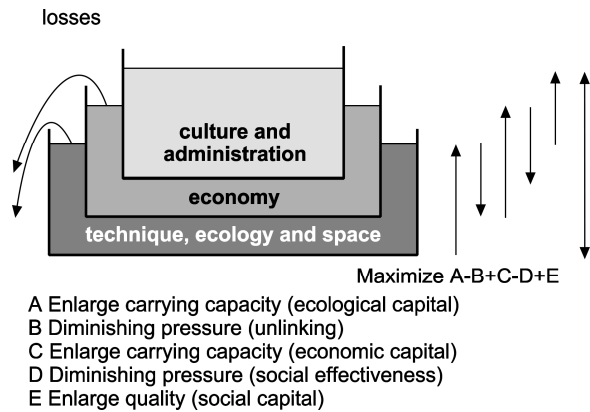 losses
culture and
administration
economy
technique, ecology and space
Maximize A-B+C-D+E
A Enlarge carrying capacity (ecological capital)
B Diminishing pressure (unlinking)
C Enlarge carrying capacity (economic capital)
D Diminishing pressure (social effectiveness)
E Enlarge quality (social capital)